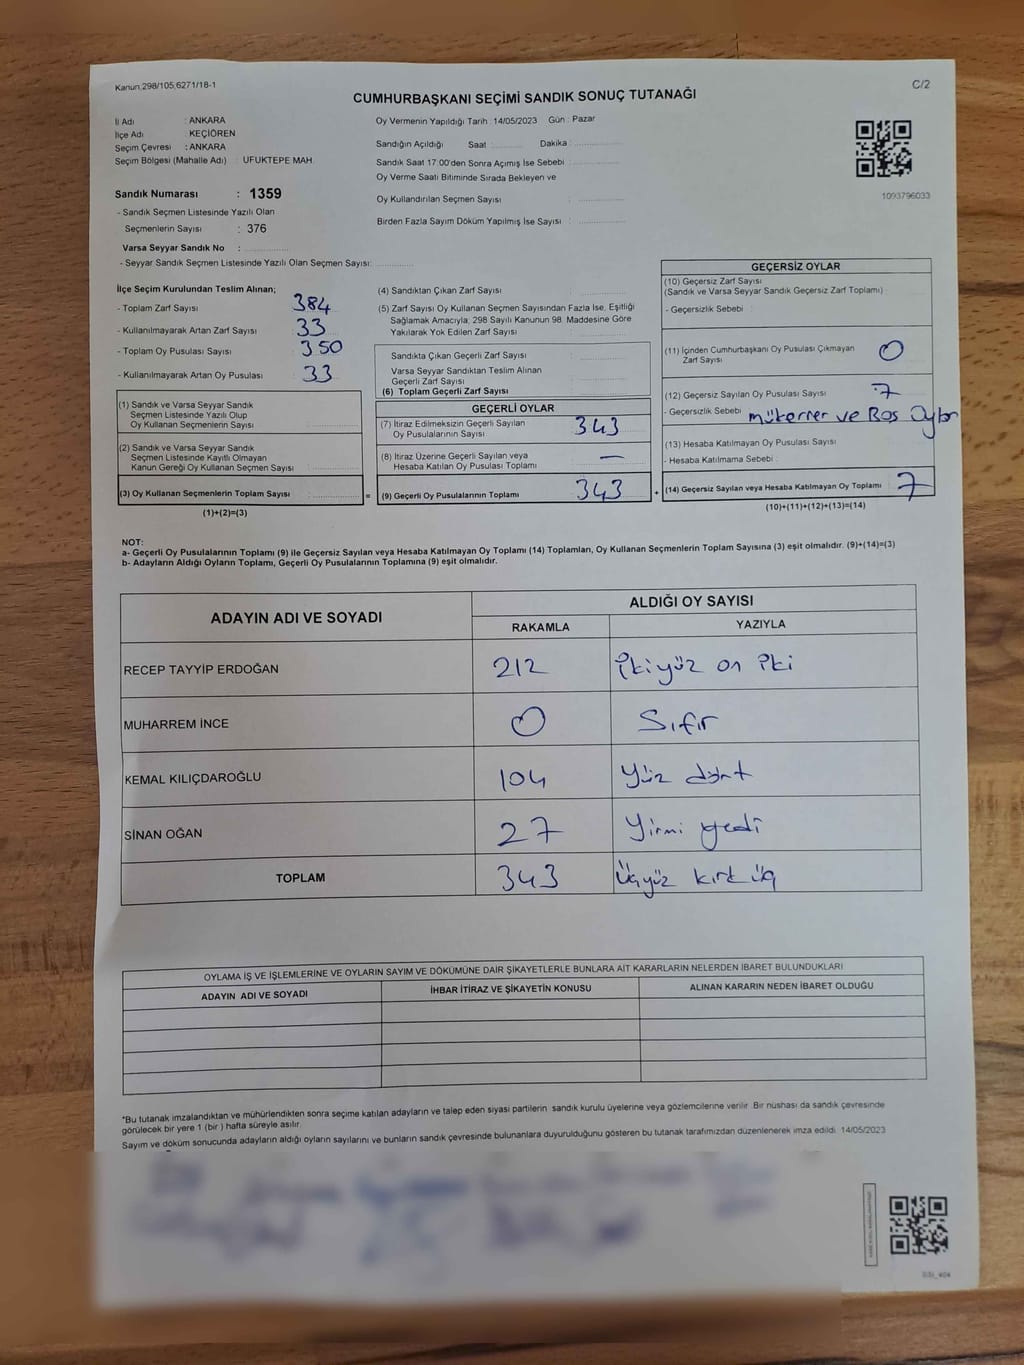 Kanun;298/105;6271/18-1
C/2
CUMHURBAŞKANI SEÇİMİ SANDIK SONUÇ TUTANAĞI
İl Adı : ANKARA
İlçe Adı : KEÇİÖREN
Seçim Çevresi : ANKARA
Seçim Bölgesi (Mahalle Adı) : UFUKTEPE MAH.
Oy Vermenin Yapıldığı Tarih : 14/05/2023 Gün : Pazar
Sandığın Açıldığı Saat : Dakika :
Sandık Saat 17:00'den Sonra Açımış İse Sebebi :
Oy Verme Saati Bitiminde Sırada Bekleyen ve
Oy Kullandırılan Seçmen Sayısı :
Birden Fazla Sayım Döküm Yapılmış İse Sayısı :
1093796033
Sandık Numarası : 1359
- Sandık Seçmen Listesinde Yazılı Olan
Seçmenlerin Sayısı : 376
Varsa Seyyar Sandık No :
- Seyyar Sandık Seçmen Listesinde Yazılı Olan Seçmen Sayısı:
İlçe Seçim Kurulundan Teslim Alınan;
- Toplam Zarf Sayısı : 384
- Kullanılmayarak Artan Zarf Sayısı : 33
- Toplam Oy Pusulası Sayısı : 350
- Kullanılmayarak Artan Oy Pusulası : 33
(1) Sandık ve Varsa Seyyar Sandık
Seçmen Listesinde Yazılı Olup
Oy Kullanan Seçmenlerin Sayısı :
(2) Sandık ve Varsa Seyyar Sandık
Seçmen Listesinde Kayıtlı Olmayan
Kanun Gereği Oy Kullanan Seçmen Sayısı :
(3) Oy Kullanan Seçmenlerin Toplam Sayısı :
(1)+(2)=(3)
(4) Sandıktan Çıkan Zarf Sayısı :
(5) Zarf Sayısı Oy Kullanan Seçmen Sayısından Fazla İse, Eşitliği
Sağlamak Amacıyla, 298 Sayılı Kanunun 98. Maddesine Göre
Yakılarak Yok Edilen Zarf Sayısı :
Sandıkta Çıkan Geçerli Zarf Sayısı :
Varsa Seyyar Sandıktan Teslim Alınan
Geçerli Zarf Sayısı :
(6) Toplam Geçerli Zarf Sayısı :
GEÇERLİ OYLAR
(7) İtiraz Edilmeksizin Geçerli Sayılan
Oy Pusulalarının Sayısı : 343
(8) İtiraz Üzerine Geçerli Sayılan veya
Hesaba Katılan Oy Pusulası Toplamı : —
= (9) Geçerli Oy Pusulalarının Toplamı : 343 +
GEÇERSİZ OYLAR
(10) Geçersiz Zarf Sayısı
(Sandık ve Varsa Seyyar Sandık Geçersiz Zarf Toplamı) :
- Geçersizlik Sebebi :
(11) İçinden Cumhurbaşkanı Oy Pusulası Çıkmayan
Zarf Sayısı : 0
(12) Geçersiz Sayılan Oy Pusulası Sayısı : 7
- Geçersizlik Sebebi : mükerrer ve Boş Oylar
(13) Hesaba Katılmayan Oy Pusulası Sayısı :
- Hesaba Katılmama Sebebi :
(14) Geçersiz Sayılan veya Hesaba Katılmayan Oy Toplamı : 7
(10)+(11)+(12)+(13)=(14)
NOT:
a- Geçerli Oy Pusulalarının Toplamı (9) ile Geçersiz Sayılan veya Hesaba Katılmayan Oy Toplamı (14) Toplamları, Oy Kullanan Seçmenlerin Toplam Sayısına (3) eşit olmalıdır. (9)+(14)=(3)
b- Adayların Aldığı Oyların Toplamı, Geçerli Oy Pusulalarının Toplamına (9) eşit olmalıdır.
ADAYIN ADI VE SOYADI
ALDIĞI OY SAYISI
RAKAMLA YAZIYLA
RECEP TAYYİP ERDOĞAN 212 İkiyüz on iki
MUHARREM İNCE 0 Sıfır
KEMAL KILIÇDAROĞLU 104 Yüz dört
SİNAN OĞAN 27 Yirmi yedi
TOPLAM 343 Üçyüz kırk üç
OYLAMA İŞ VE İŞLEMLERİNE VE OYLARIN SAYIM VE DÖKÜMÜNE DAİR ŞİKAYETLERLE BUNLARA AİT KARARLARIN NELERDEN İBARET BULUNDUKLARI
ADAYIN ADI VE SOYADI İHBAR İTİRAZ VE ŞİKAYETİN KONUSU ALINAN KARARIN NEDEN İBARET OLDUĞU
*Bu tutanak imzalandıktan ve mühürlendikten sonra seçime katılan adayların ve talep eden siyasi partilerin sandık kurulu üyelerine veya gözlemcilerine verilir. Bir nüshası da sandık çevresinde
görülecek bir yere 1 (bir ) hafta süreyle asılır.
Sayım ve döküm sonucunda adayların aldığı oyların sayılarını ve bunların sandık çevresinde bulunanlara duyurulduğunu gösteren bu tutanak tarafımızdan düzenlenerek imza edildi. 14/05/2023